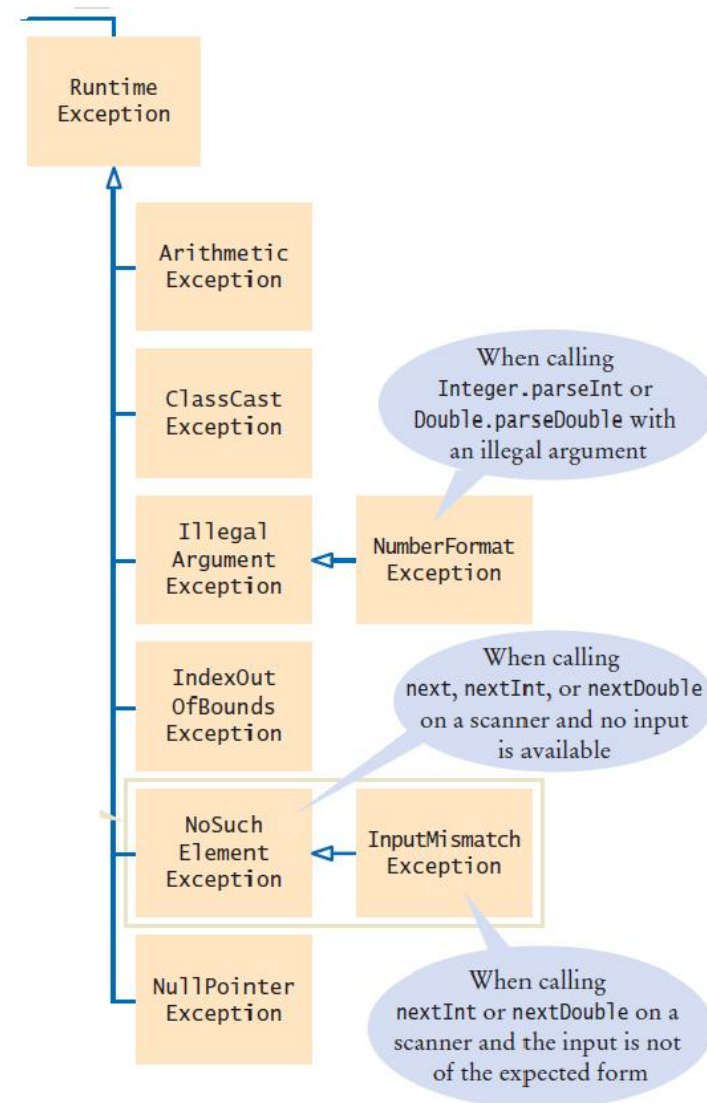 Runtime
Exception
Arithmetic
Exception
ClassCast
Exception
When calling
Integer.parseInt or
Double.parseDouble with
an illegal argument
Illegal
Argument
Exception
NumberFormat
Exception
IndexOut
OfBounds
Exception
When calling
next, nextInt, or nextDouble
on a scanner and no input
is available
NoSuch
Element
Exception
InputMismatch
Exception
NullPointer
Exception
When calling
nextInt or nextDouble on a
scanner and the input is not
of the expected form